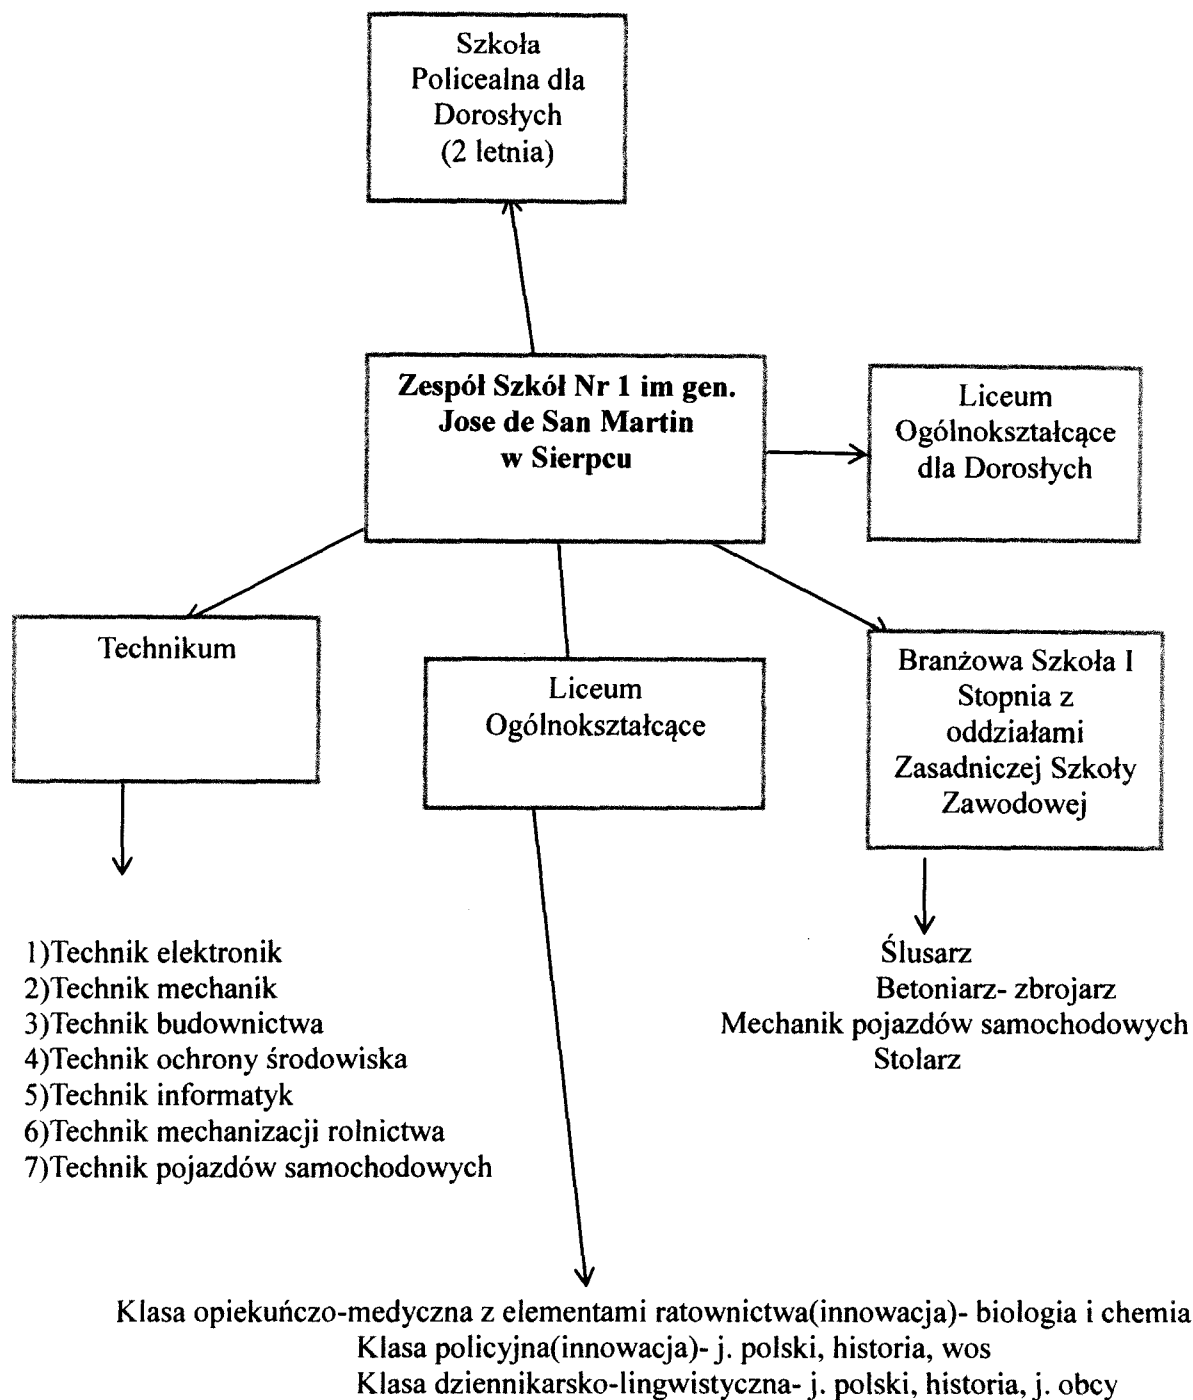 Szkoła
Policealna dla
Dorosłych
(2 letnia)
Zespół Szkół Nr 1 im gen.
Jose de San Martin
w Sierpcu
Liceum
Ogólnokształcące
dla Dorosłych
Technikum
Liceum
Ogólnokształcące
Branżowa Szkoła I
Stopnia z
oddziałami
Zasadniczej Szkoły
Zawodowej
1)Technik elektronik
2)Technik mechanik
3)Technik budownictwa
4)Technik ochrony środowiska
5)Technik informatyk
6)Technik mechanizacji rolnictwa
7)Technik pojazdów samochodowych
Ślusarz
Betoniarz- zbrojarz
Mechanik pojazdów samochodowych
Stolarz
Klasa opiekuńczo-medyczna z elementami ratownictwa(innowacja)- biologia i chemia
Klasa policyjna(innowacja)- j. polski, historia, wos
Klasa dziennikarsko-lingwistyczna- j. polski, historia, j. obcy